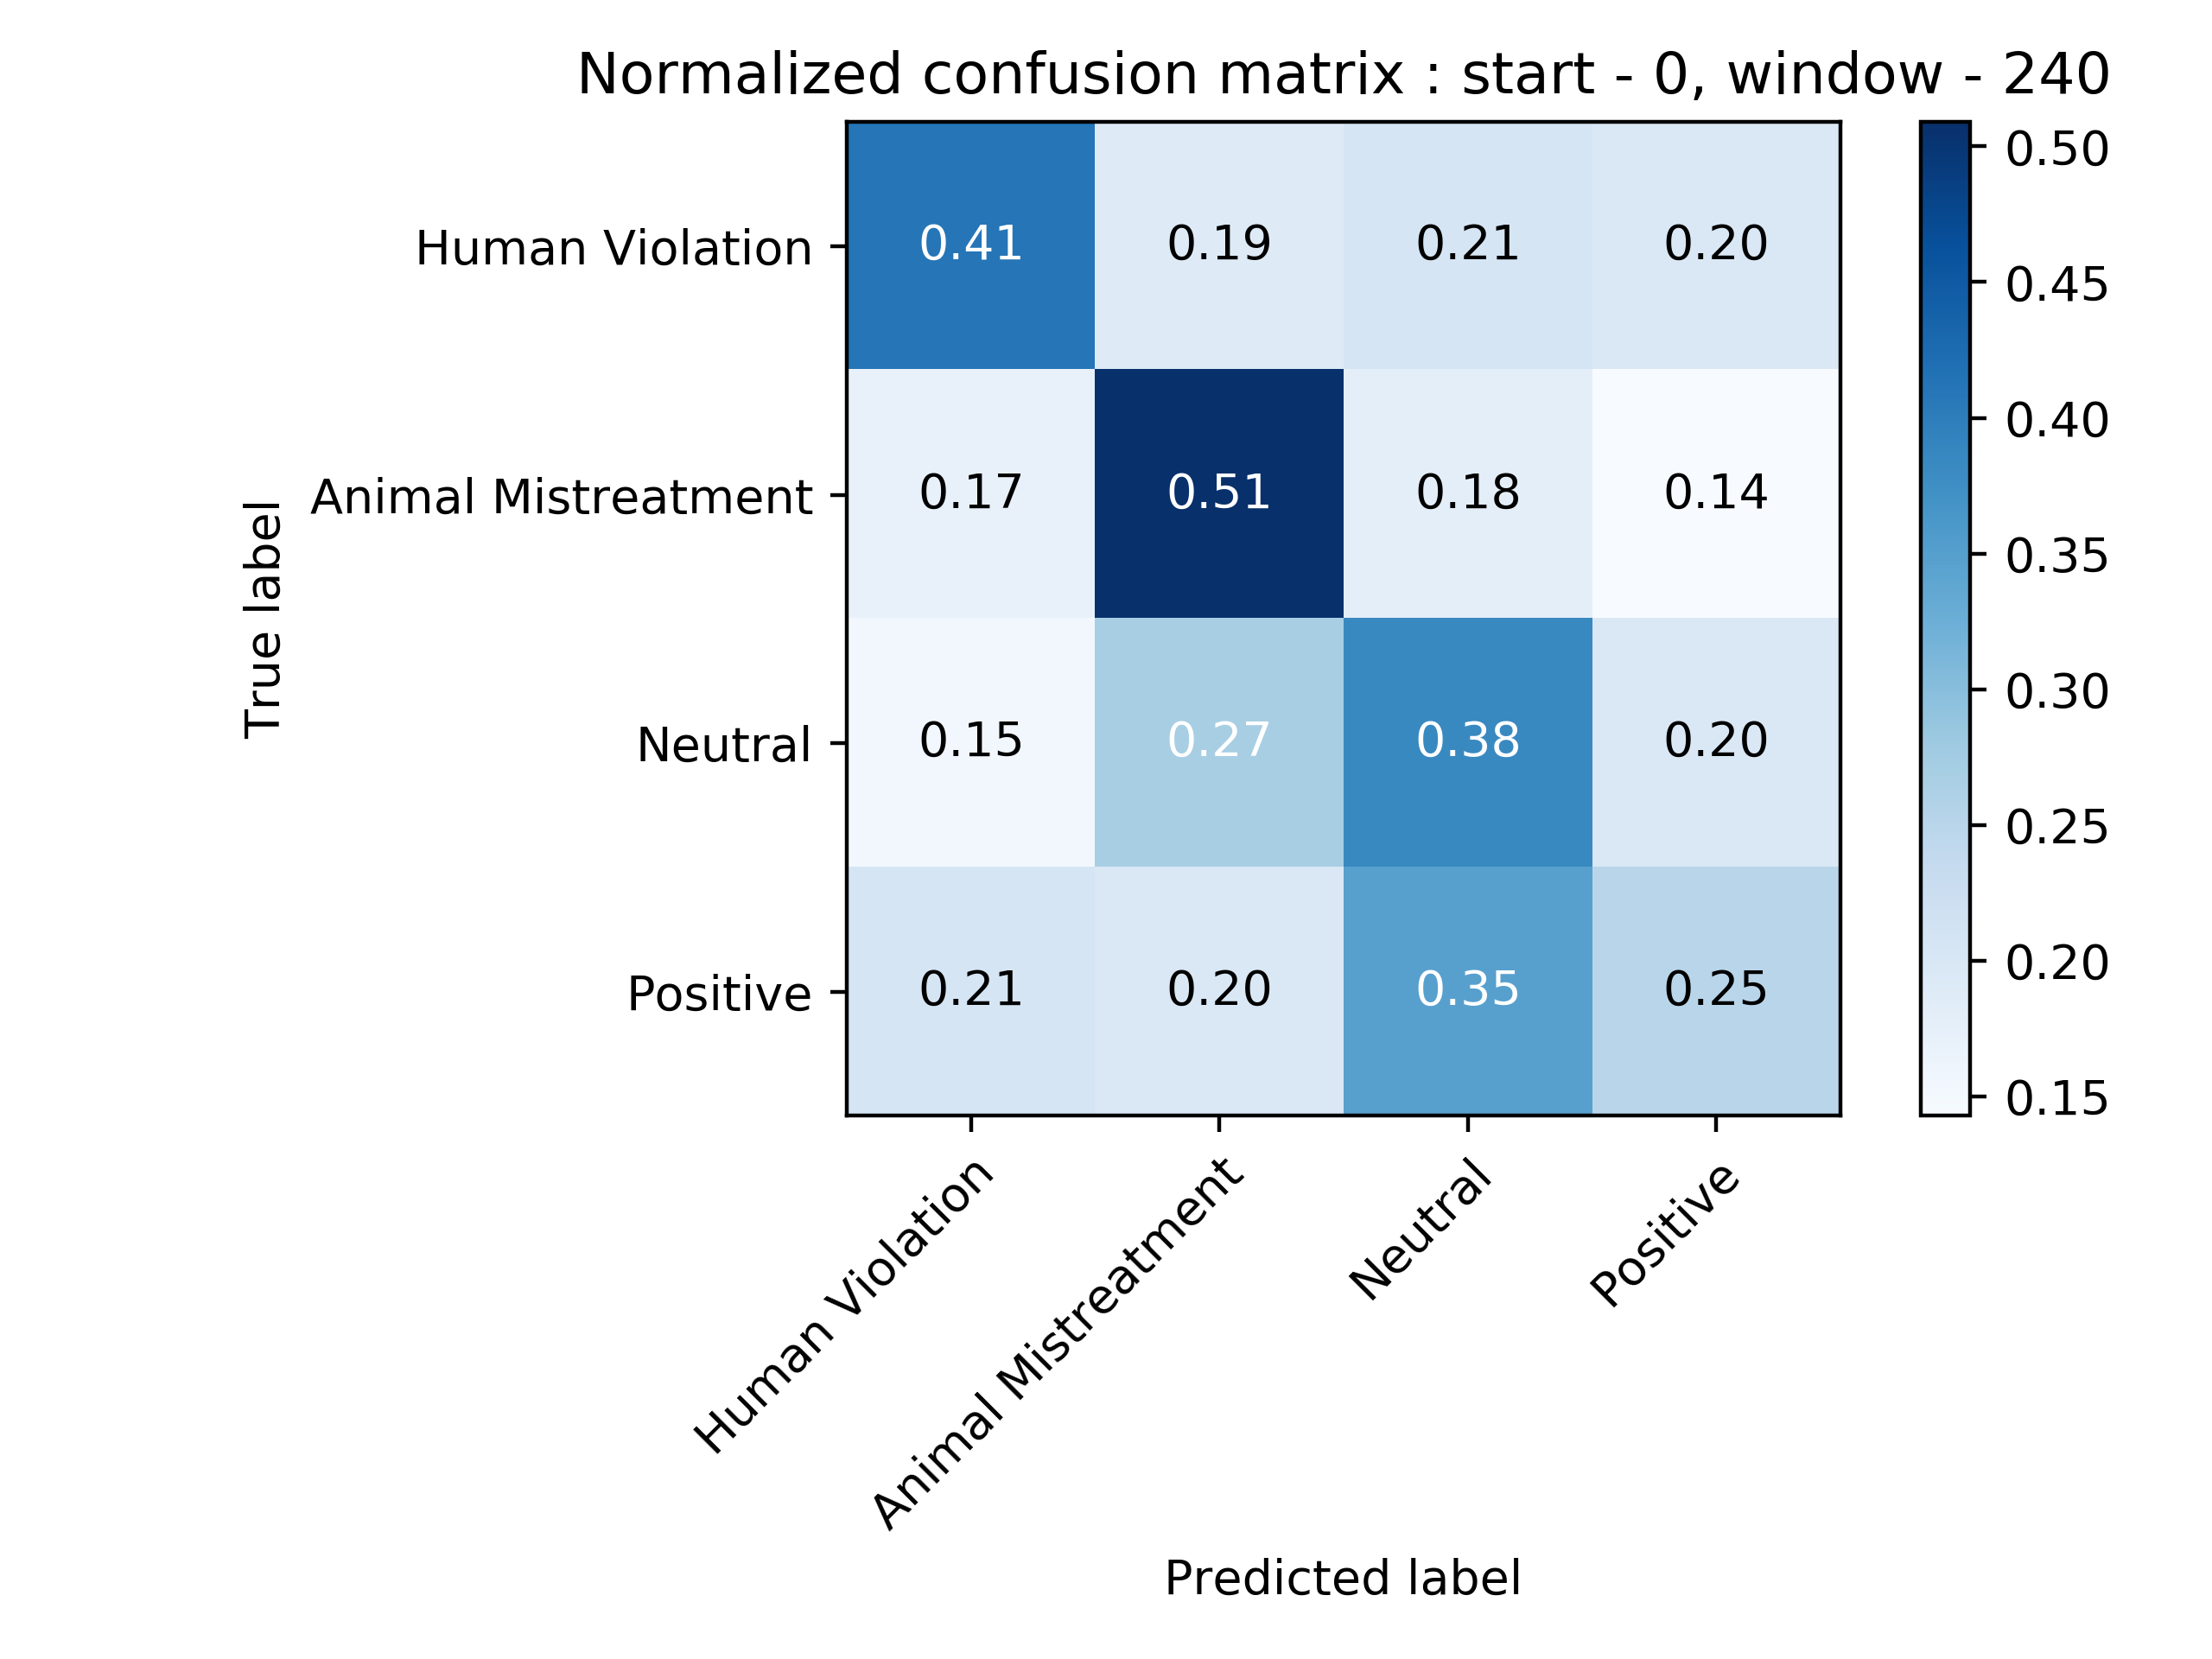 Normalized confusion matrix : start - 0, window - 240
True label
Human Violation
Animal Mistreatment
Neutral
Positive
0.41 0.19 0.21 0.20
0.17 0.51 0.18 0.14
0.15 0.27 0.38 0.20
0.21 0.20 0.35 0.25
0.50
0.45
0.40
0.35
0.30
0.25
0.20
0.15
Human Violation
Animal Mistreatment
Neutral
Positive
Predicted label